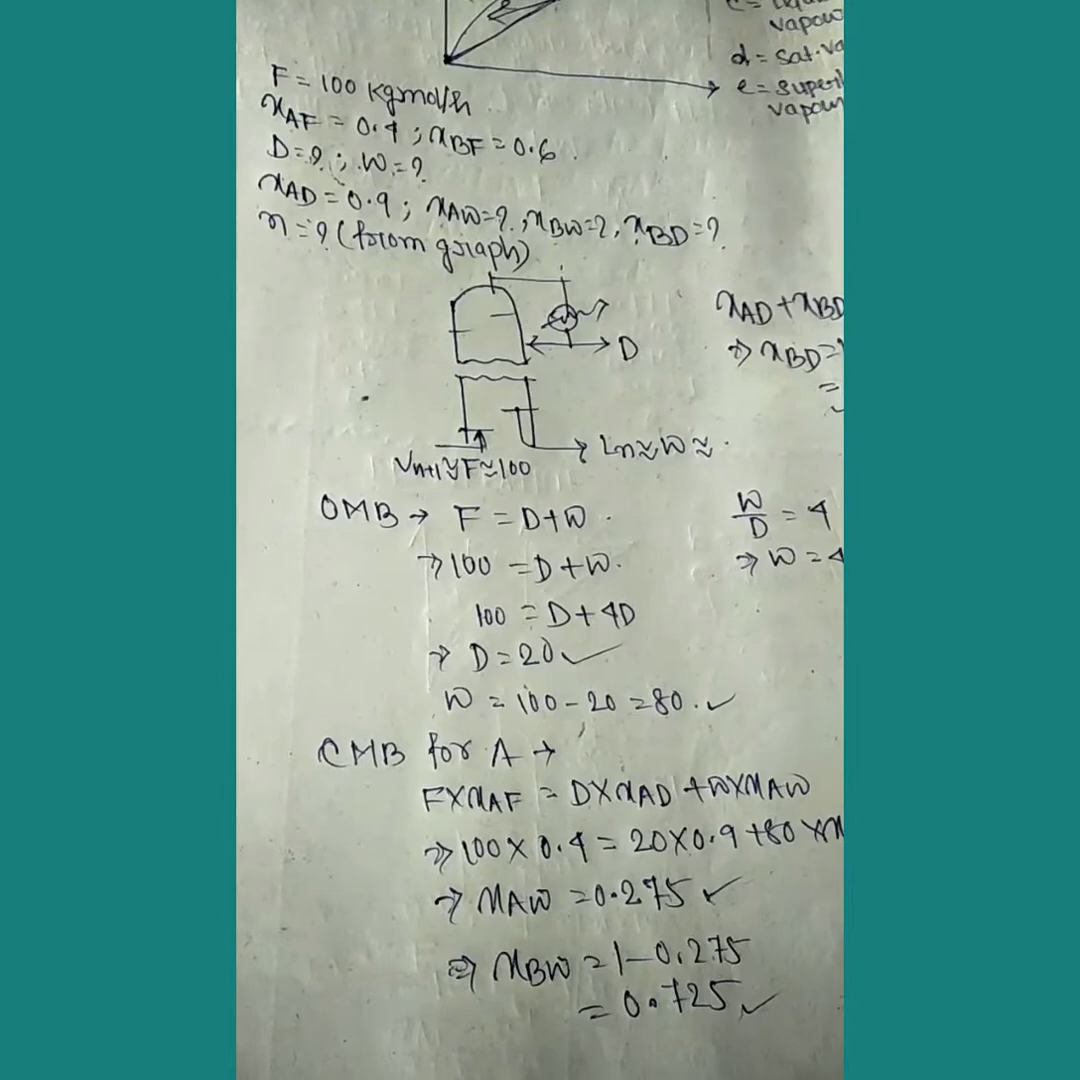 vapou
d = sat. va
e = super
vapou
F = 100 kgmol/h
xAF = 0.4 ; xBF = 0.6 .
D = ? ; W = ?
xAD = 0.9 ; xAW = ? , xBW = ? , xBD = ?
n = ? (from graph)
xAD + xBD
⇒ xBD =
=
D
Ln ≈ W ≈
Vn+1 ≈ F ≈ 100
OMB → F = D + W .
W/D = 4
⇒ 100 = D + W .
⇒ W = 4
100 = D + 4D
⇒ D = 20 ✓
W = 100 - 20 = 80 . ✓
CMB for A →
F × xAF = D × xAD + W × xAW
⇒ 100 × 0.4 = 20 × 0.9 + 80 × x
⇒ xAW = 0.275 ✓
⇒ xBW = 1 - 0.275
= 0.725 ✓